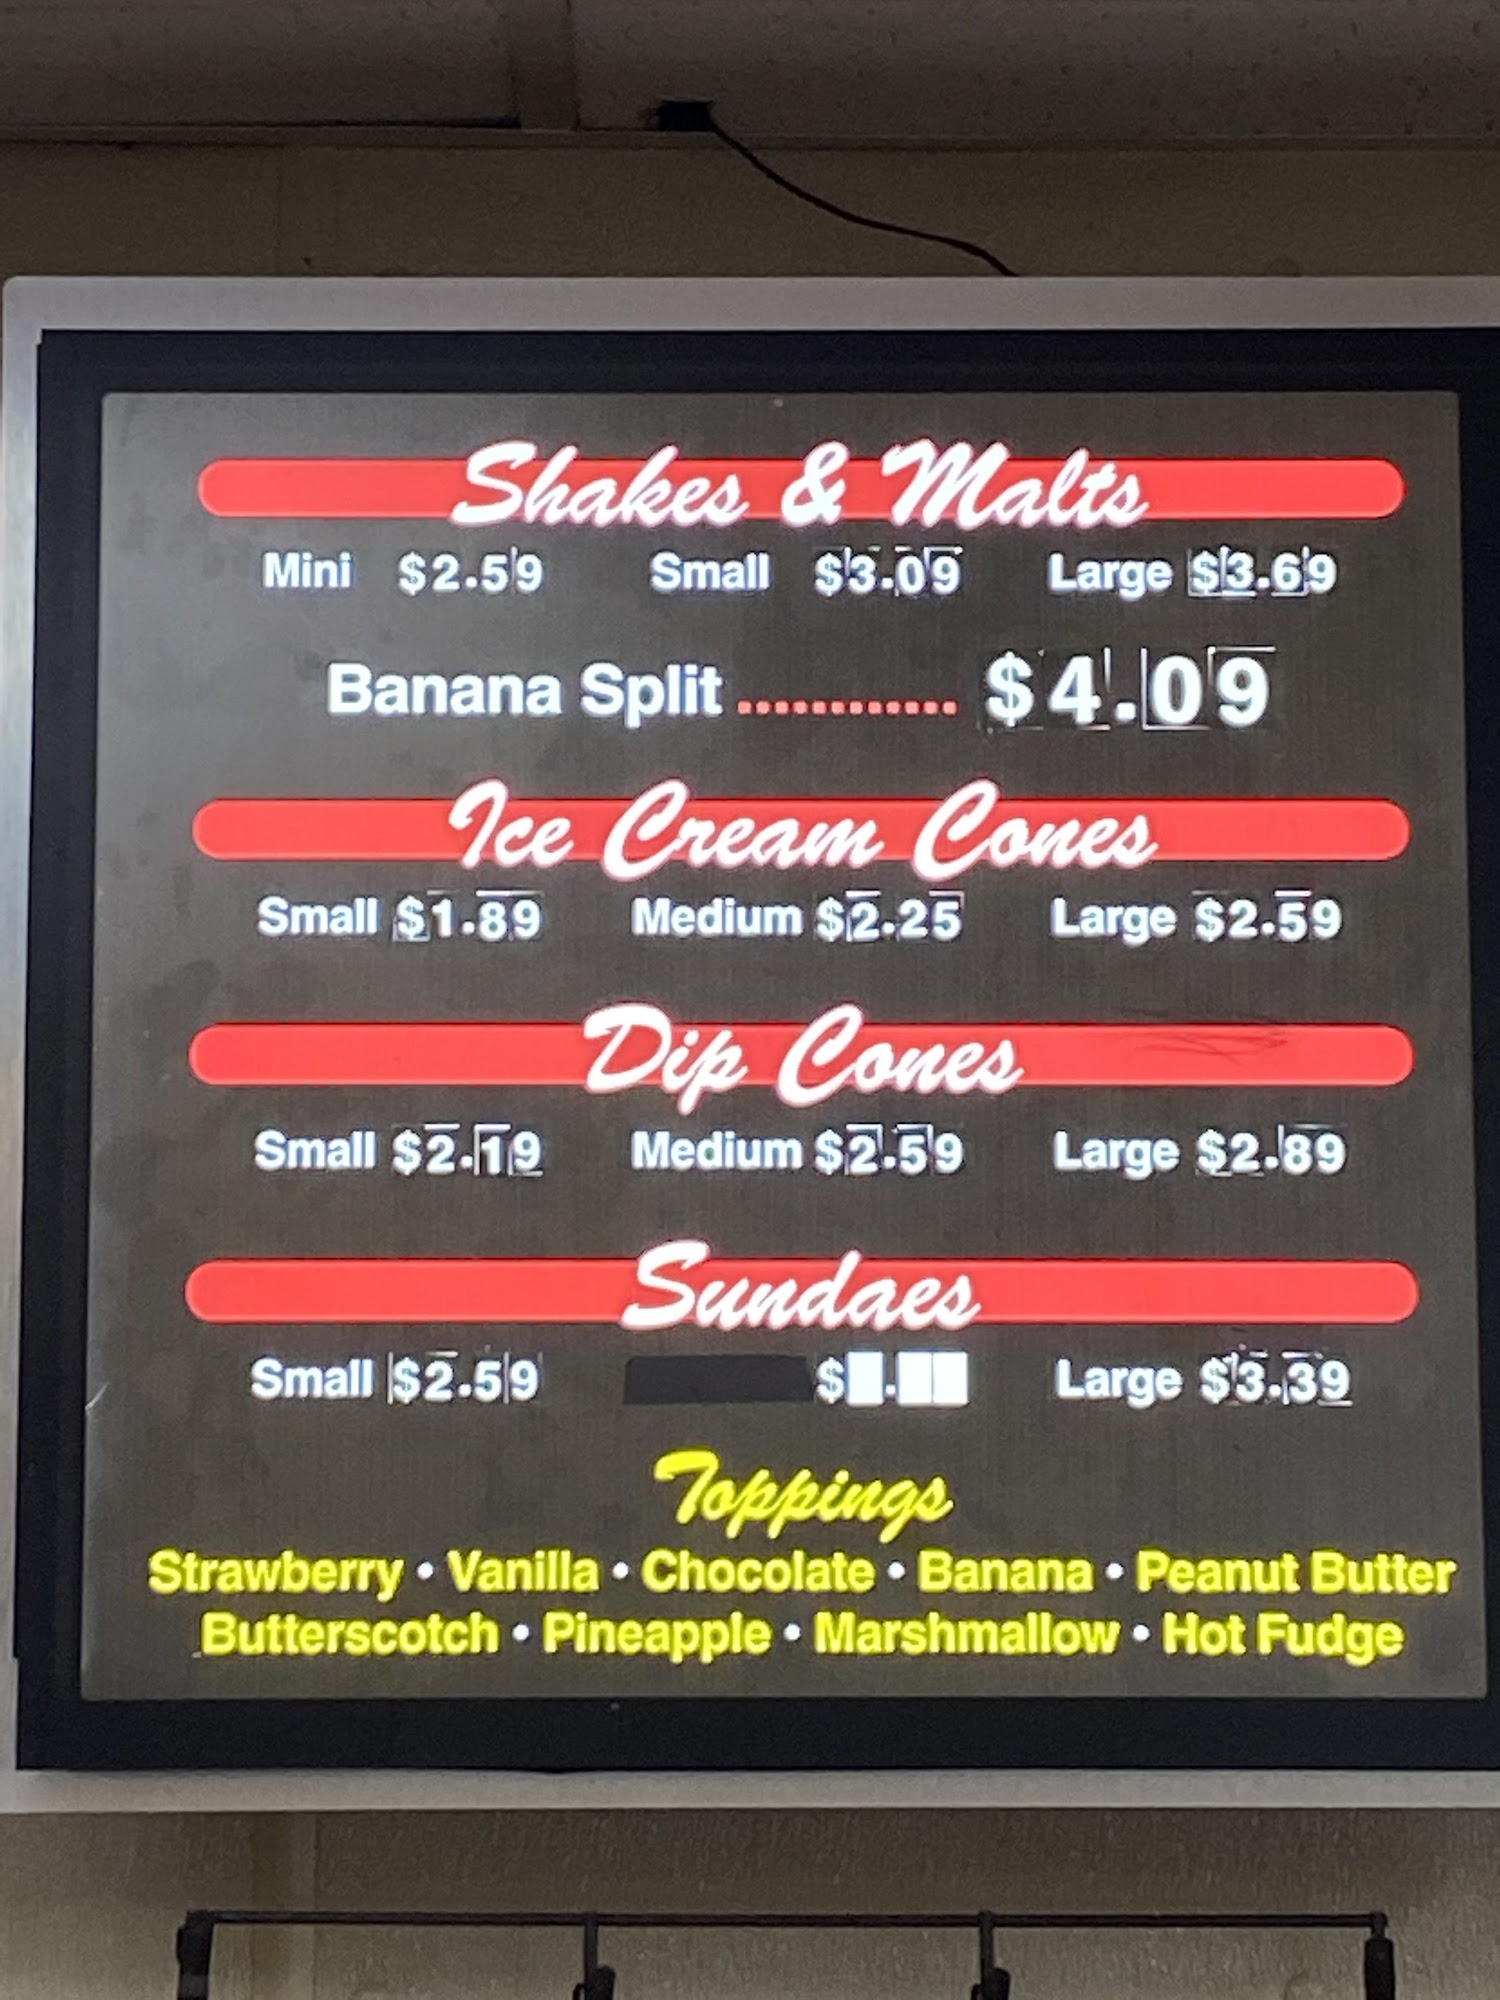 Shakes & Malts
Mini $2.59 Small $3.09 Large $3.69
Banana Split ............ $4.09
Ice Cream Cones
Small $1.89 Medium $2.25 Large $2.59
Dip Cones
Small $2.19 Medium $2.59 Large $2.89
Sundaes
Small $2.59 $ . Large $3.39
Toppings
Strawberry • Vanilla • Chocolate • Banana • Peanut Butter
Butterscotch • Pineapple • Marshmallow • Hot Fudge